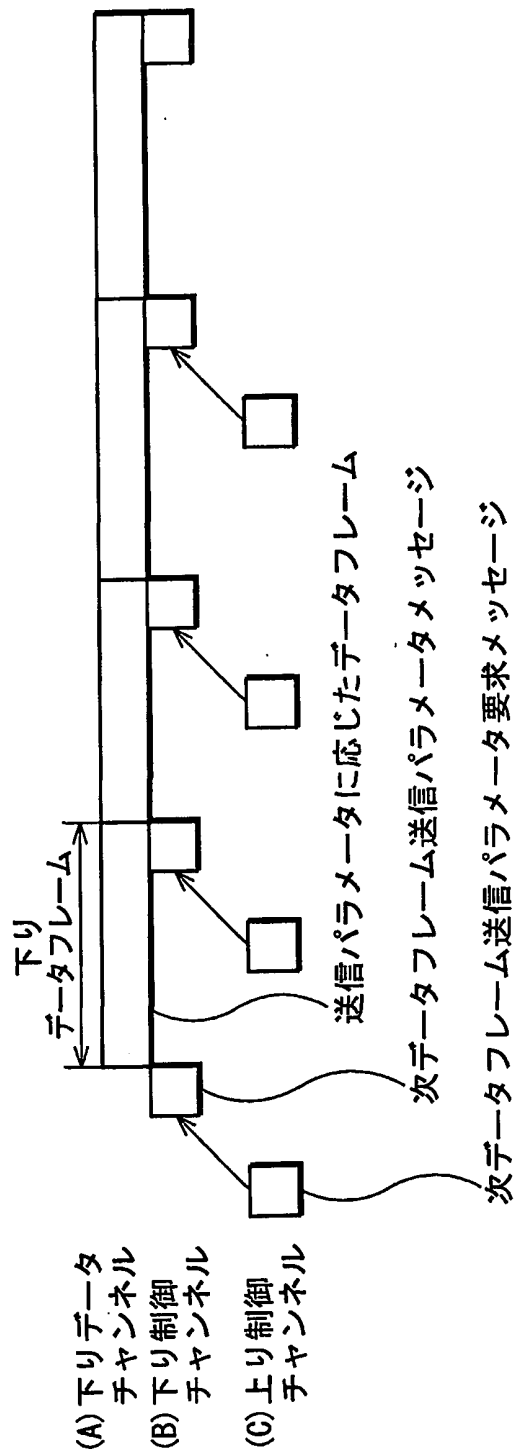 (A)下りデータ
チャンネル
(B)下り制御
チャンネル
(C)上り制御
チャンネル
下り
データフレーム
送信パラメータに応じたデータフレーム
次データフレーム送信パラメータメッセージ
次データフレーム送信パラメータ要求メッセージ